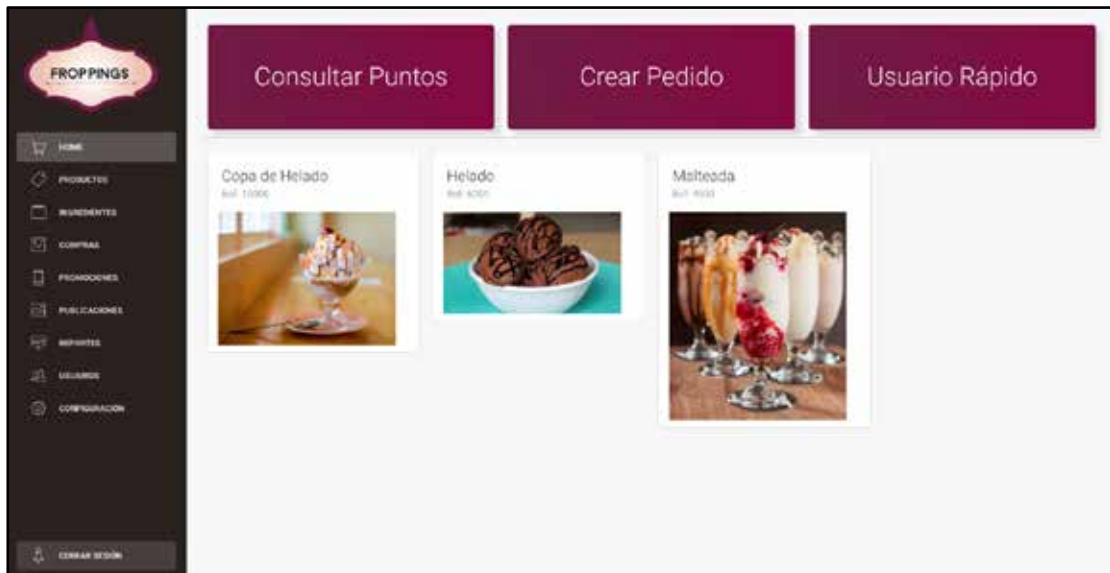 FROPPINGS
HOME
PRODUCTOS
INGREDIENTES
COMPRAS
PROMOCIONES
PUBLICACIONES
REPORTES
USUARIOS
CONFIGURACIÓN
CERRAR SESIÓN
Consultar Puntos
Crear Pedido
Usuario Rápido
Copa de Helado
Helado
Malteada